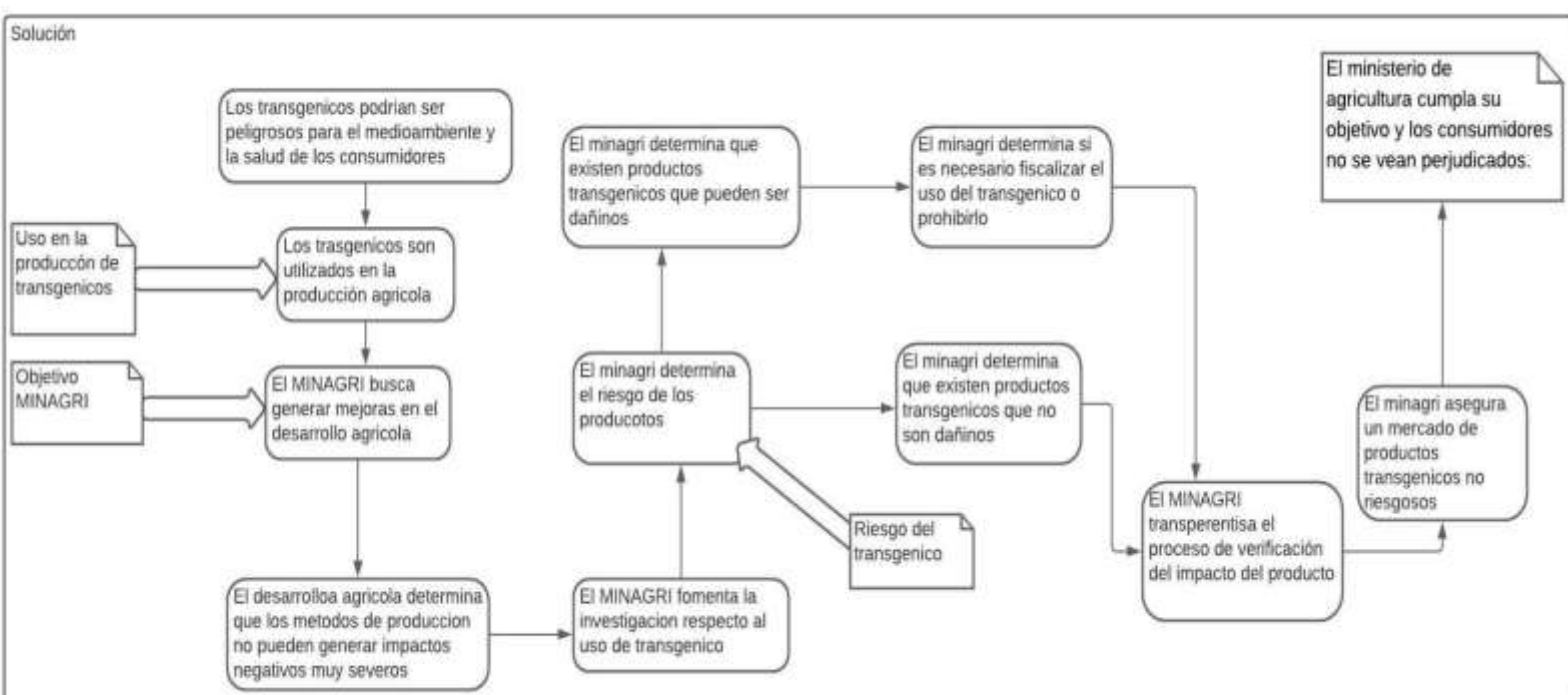 Solución
Los transgenicos podrian ser
peligrosos para el medioambiente y
la salud de los consumidores
Uso en la
produccón de
transgenicos
Los trasgenicos son
utilizados en la
producción agricola
Objetivo
MINAGRI
El MINAGRI busca
generar mejoras en el
desarrollo agricola
El desarrolloa agricola determina
que los metodos de produccion
no pueden generar impactos
negativos muy severos
El MINAGRI fomenta la
investigacion respecto al
uso de transgenico
El minagri determina
el riesgo de los
producotos
Riesgo del
transgenico
El minagri determina que
existen productos
transgenicos que pueden ser
dañinos
El minagri determina si
es necesario fiscalizar el
uso del transgenico o
prohibirlo
El minagri determina
que existen productos
transgenicos que no
son dañinos
El MINAGRI
transperentisa el
proceso de verificación
del impacto del producto
El minagri asegura
un mercado de
productos
transgenicos no
riesgosos
El ministerio de
agricultura cumpla su
objetivo y los consumidores
no se vean perjudicados.